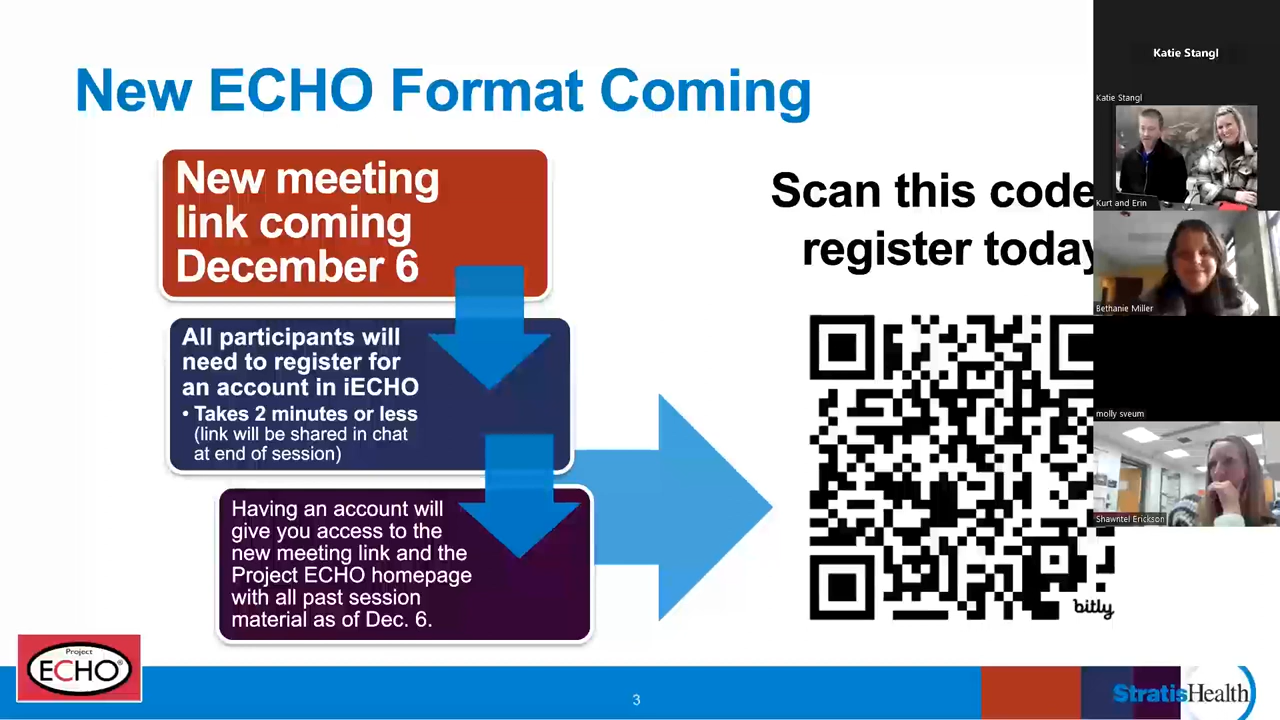 New ECHO Format Coming
New meeting
link coming
December 6
All participants will
need to register for
an account in iECHO
• Takes 2 minutes or less
(link will be shared in chat
at end of session)
Having an account will
give you access to the
new meeting link and the
Project ECHO homepage
with all past session
material as of Dec. 6.
Scan this code
register today
bitly
Katie Stangl
Katie Stangl
Kurt and Erin
Bethanie Miller
molly sveum
Shawntel Erickson
Project
ECHO®
3
StratisHealth